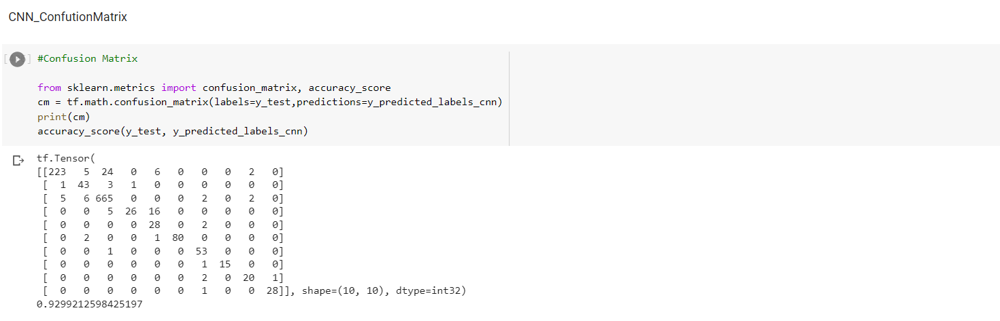 CNN_ConfutionMatrix
[ ] #Confusion Matrix
from sklearn.metrics import confusion_matrix, accuracy_score
cm = tf.math.confusion_matrix(labels=y_test,predictions=y_predicted_labels_cnn)
print(cm)
accuracy_score(y_test, y_predicted_labels_cnn)
tf.Tensor(
[[223   5  24   0   6   0   0   0   2   0]
 [  1  43   3   1   0   0   0   0   0   0]
 [  5   6 665   0   0   0   2   0   2   0]
 [  0   0   5  26  16   0   0   0   0   0]
 [  0   0   0   0  28   0   2   0   0   0]
 [  0   2   0   0   1  80   0   0   0   0]
 [  0   0   1   0   0   0  53   0   0   0]
 [  0   0   0   0   0   0   1  15   0   0]
 [  0   0   0   0   0   0   2   0  20   1]
 [  0   0   0   0   0   0   1   0   0  28]], shape=(10, 10), dtype=int32)
0.9299212598425197